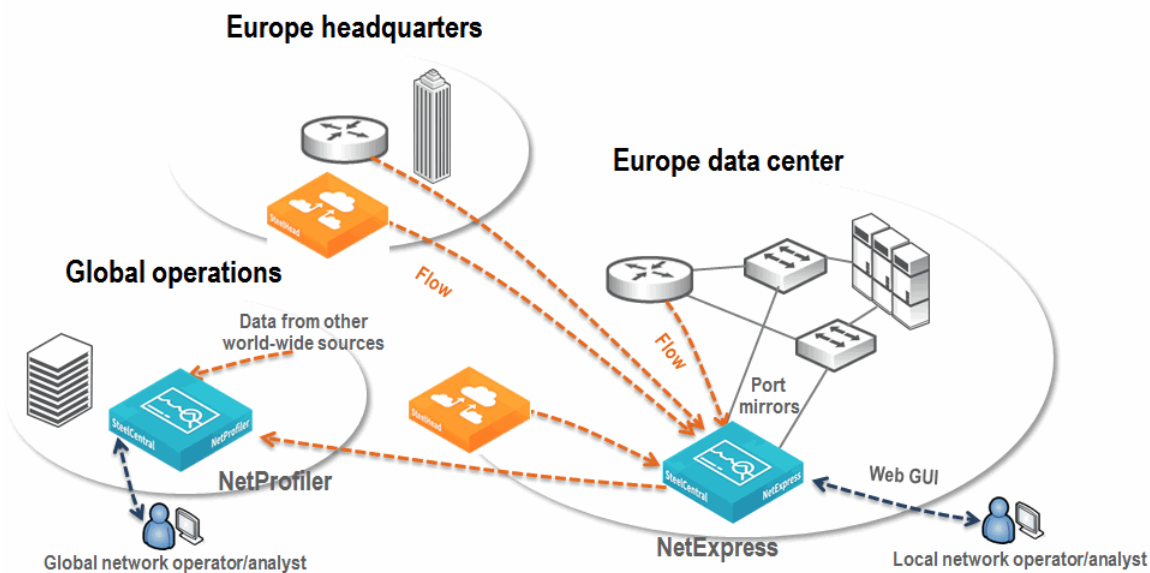 Europe headquarters
SteelHead
Flow
Europe data center
Flow
Port
mirrors
Global operations
Data from other
world-wide sources
SteelCentral
NetProfiler
NetProfiler
Global network operator/analyst
SteelHead
SteelCentral
NetExpress
NetExpress
Web GUI
Local network operator/analyst